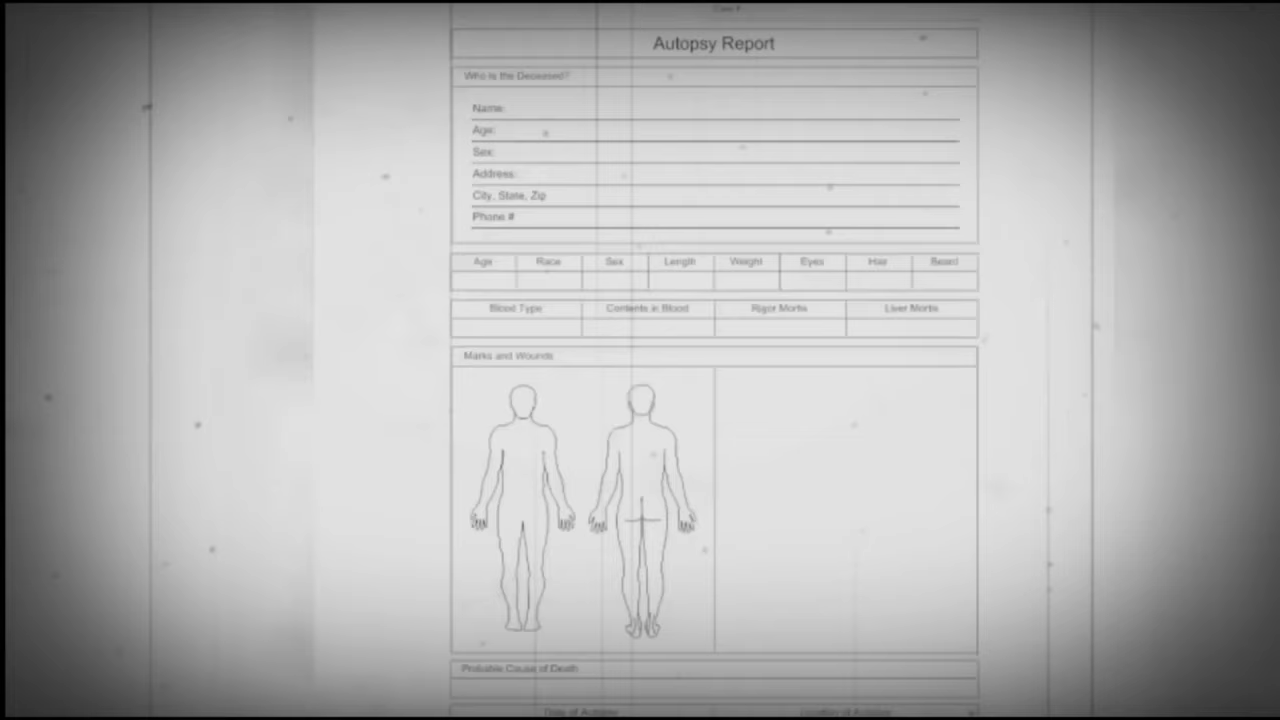 Case #
Autopsy Report
Who is the Deceased?
Name:
Age:
Sex:
Address:
City, State, Zip
Phone #
Age Race Sex Length Weight Eyes Hair Beard
Blood Type Contents in Blood Rigor Mortis Liver Mortis
Marks and Wounds
Probable Cause of Death
Date of Autopsy Location of Autopsy